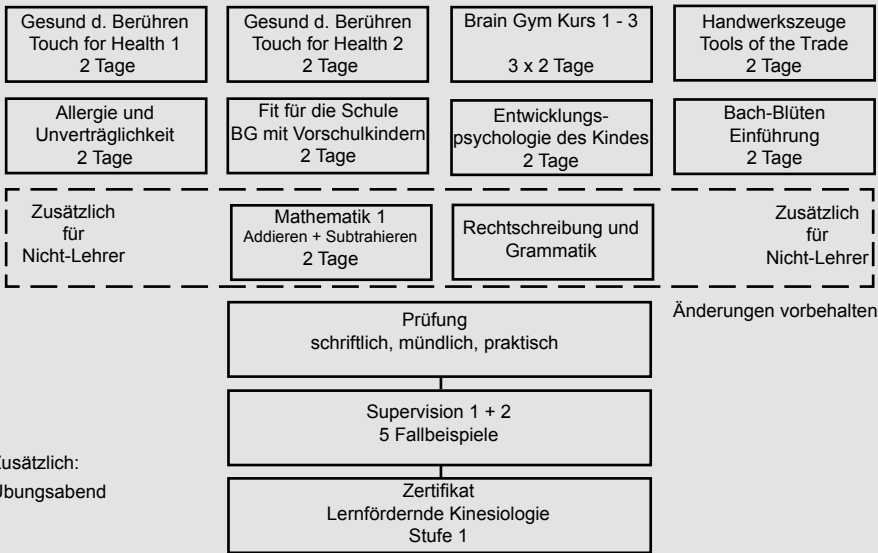 Gesund d. Berühren
Touch for Health 1
2 Tage
Gesund d. Berühren
Touch for Health 2
2 Tage
Brain Gym Kurs 1 - 3
3 x 2 Tage
Handwerkszeuge
Tools of the Trade
2 Tage
Allergie und
Unverträglichkeit
2 Tage
Fit für die Schule
BG mit Vorschulkindern
2 Tage
Entwicklungs-
psychologie des Kindes
2 Tage
Bach-Blüten
Einführung
2 Tage
Zusätzlich
für
Nicht-Lehrer
Mathematik 1
Addieren + Subtrahieren
2 Tage
Rechtschreibung und
Grammatik
Zusätzlich
für
Nicht-Lehrer
Änderungen vorbehalten
Prüfung
schriftlich, mündlich, praktisch
Supervision 1 + 2
5 Fallbeispiele
Zusätzlich:
Übungsabend
Zertifikat
Lernfördernde Kinesiologie
Stufe 1